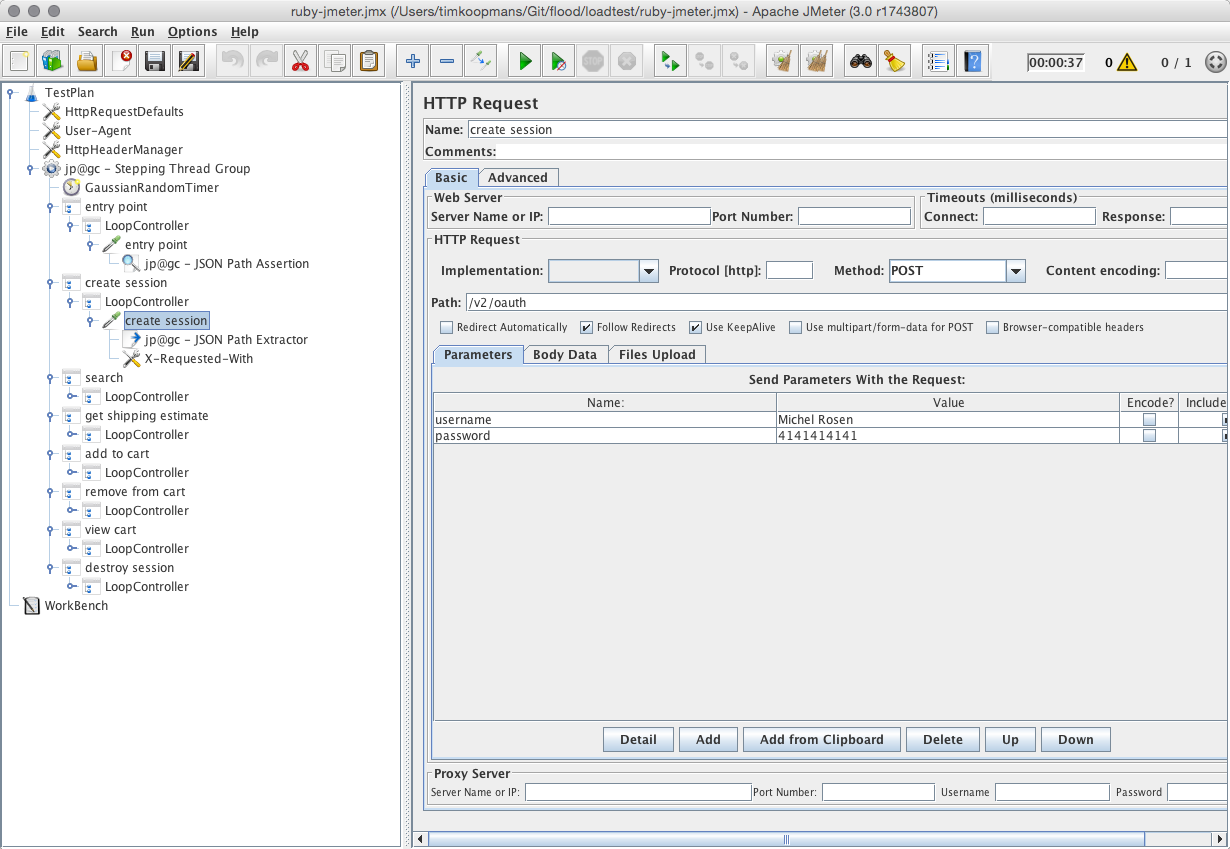 ruby-jmeter.jmx (/Users/timkoopmans/Git/flood/loadtest/ruby-jmeter.jmx) - Apache JMeter (3.0 r1743807)
File Edit Search Run Options Help
STOP
00:00:37 0 0 / 1
TestPlan
HttpRequestDefaults
User-Agent
HttpHeaderManager
jp@gc - Stepping Thread Group
GaussianRandomTimer
entry point
LoopController
entry point
jp@gc - JSON Path Assertion
create session
LoopController
create session
jp@gc - JSON Path Extractor
X-Requested-With
search
LoopController
get shipping estimate
LoopController
add to cart
LoopController
remove from cart
LoopController
view cart
LoopController
destroy session
LoopController
WorkBench
HTTP Request
Name: create session
Comments:
Basic Advanced
Web Server
Server Name or IP: Port Number:
Timeouts (milliseconds)
Connect: Response:
HTTP Request
Implementation: Protocol [http]: Method: POST Content encoding:
Path: /v2/oauth
Redirect Automatically Follow Redirects Use KeepAlive Use multipart/form-data for POST Browser-compatible headers
Parameters Body Data Files Upload
Send Parameters With the Request:
Name: Value Encode? Include
username Michel Rosen
password 4141414141
Detail Add Add from Clipboard Delete Up Down
Proxy Server
Server Name or IP: Port Number: Username Password